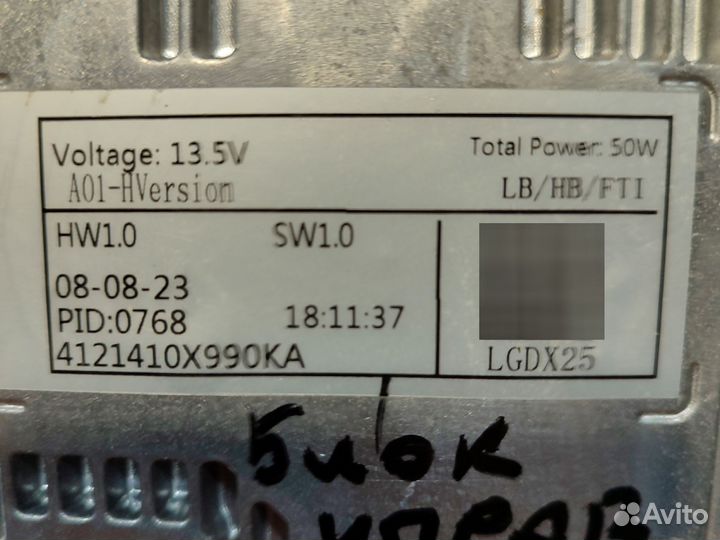 Voltage: 13.5V
Total Power: 50W
A01-HVersion
LB/HB/FTI
HW1.0
SW1.0
08-08-23
PID:0768
18:11:37
4121410X990KA
LGDX25
Блок
Avito